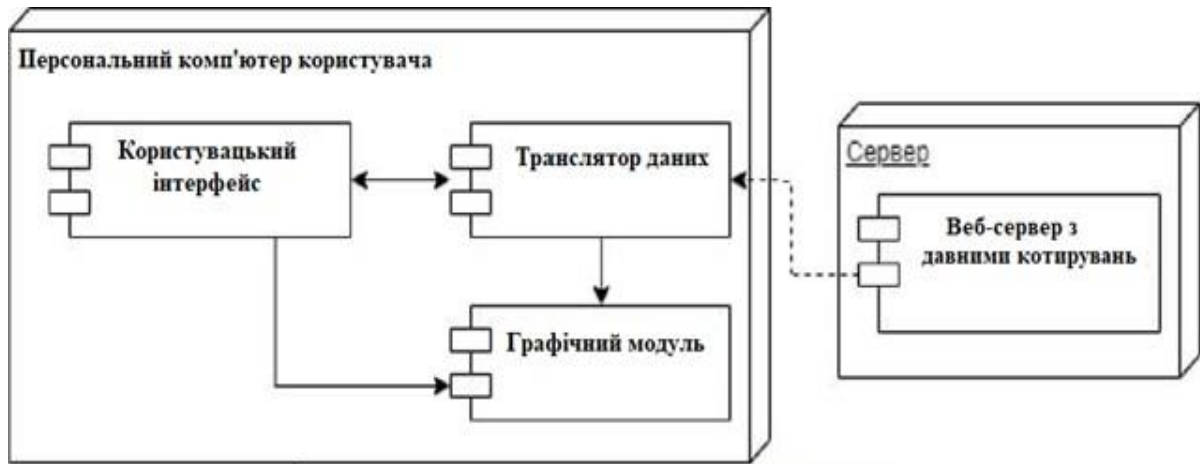 Персональний комп'ютер користувача
Користувацький
інтерфейс
Транслятор даних
Графічний модуль
Сервер
Веб-сервер з
давними котирувань